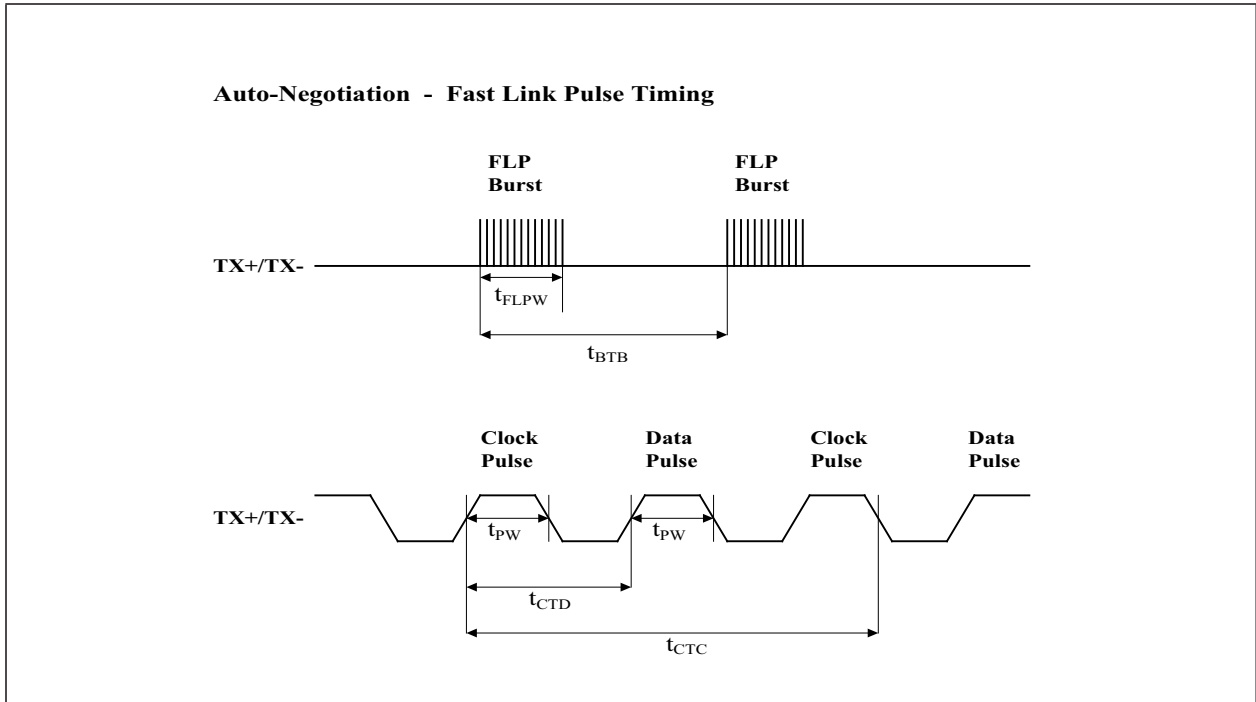 Auto-Negotiation - Fast Link Pulse Timing
FLP
Burst
FLP
Burst
TX+/TX-
tFLPW
tBTB
Clock
Pulse
Data
Pulse
Clock
Pulse
Data
Pulse
TX+/TX-
tPW
tPW
tCTD
tCTC